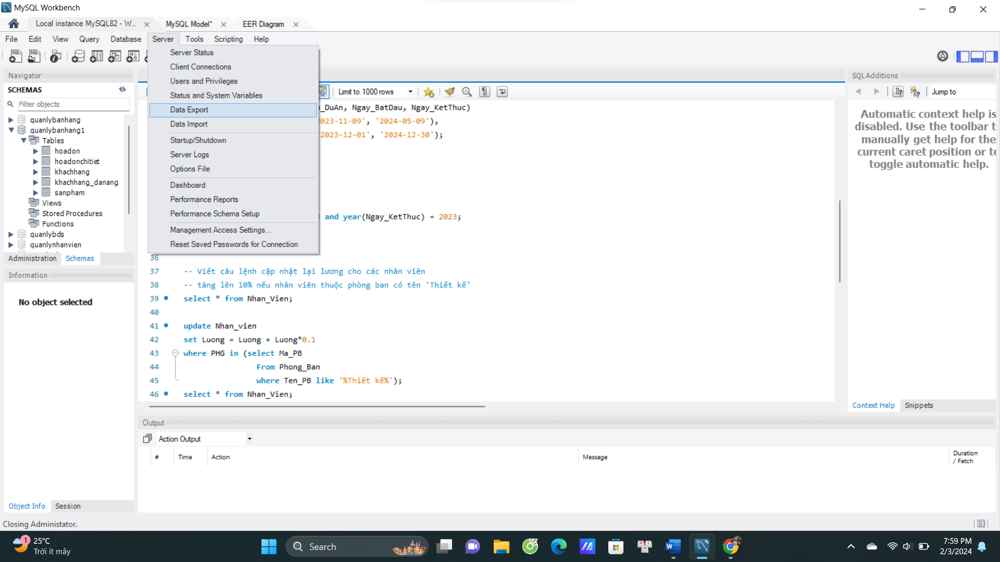 MySQL Workbench
Local instance MySQL82 - W...
MySQL Model*
EER Diagram
File Edit View Query Database Server Tools Scripting Help
Server Status
Client Connections
Users and Privileges
Status and System Variables
Data Export
Data Import
Startup/Shutdown
Server Logs
Options File
Dashboard
Performance Reports
Performance Schema Setup
Management Access Settings...
Reset Saved Passwords for Connection
Navigator
SCHEMAS
Filter objects
quanlybanhang
quanlybanhang1
Tables
hoadon
hoadonchitiet
khachhang
khachhang_danang
sanpham
Views
Stored Procedures
Functions
quanlybds
quanlynhanvien
Administration Schemas
Information
No object selected
Object Info Session
Limit to 1000 rows
_DuAn, Ngay_BatDau, Ngay_KetThuc)
023-11-09', '2024-05-09'),
2023-12-01', '2024-12-30');
and year(Ngay_KetThuc) = 2023;
36
37 -- Viết câu lệnh cập nhật lại lương cho các nhân viên
38 -- tăng lên 10% nếu nhân viên thuộc phòng ban có tên 'Thiết kế'
39 select * from Nhan_Vien;
40
41 update Nhan_vien
42 set Luong = Luong + Luong*0.1
43 where PHG in (select Ma_PB
44 From Phong_Ban
45 where Ten_PB like '%Thiết kế%');
46 select * from Nhan_Vien;
SQLAdditions
Jump to
Automatic context help is
disabled. Use the toolbar t
manually get help for the
current caret position or to
toggle automatic help.
Context Help Snippets
Output
Action Output
# Time Action Message Duration / Fetch
Closing Administator.
1
25°C
Trời ít mây
Search
7:59 PM
2/3/2024